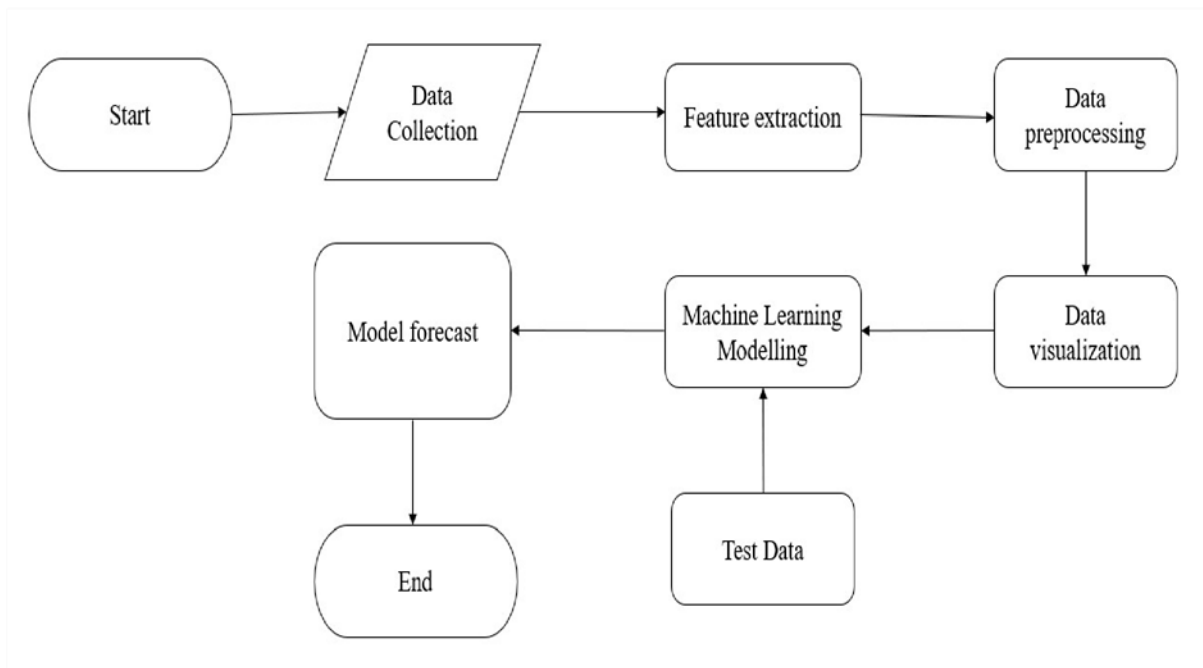 Start
Data
Collection
Feature extraction
Data
preprocessing
Model forecast
Machine Learning
Modelling
Data
visualization
End
Test Data